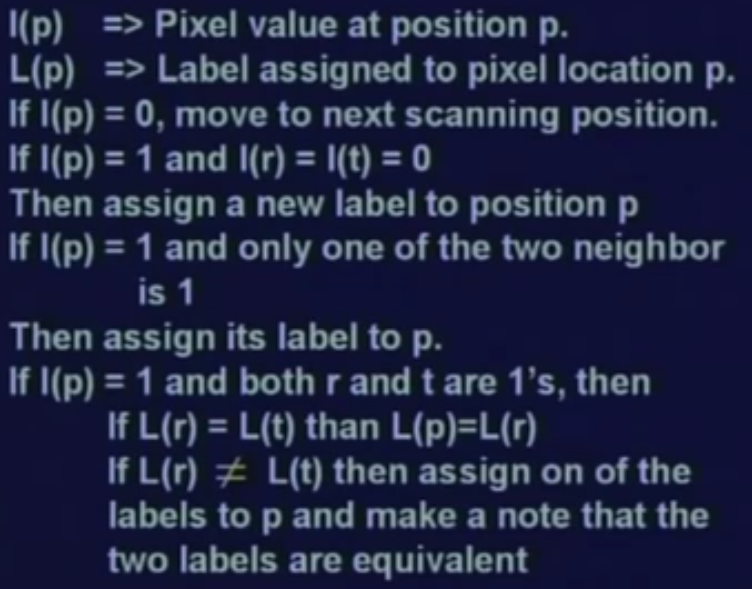 I(p) => Pixel value at position p.
L(p) => Label assigned to pixel location p.
If I(p) = 0, move to next scanning position.
If I(p) = 1 and I(r) = I(t) = 0
Then assign a new label to position p
If I(p) = 1 and only one of the two neighbor
is 1
Then assign its label to p.
If I(p) = 1 and both r and t are 1's, then
If L(r) = L(t) than L(p)=L(r)
If L(r) ≠ L(t) then assign on of the
labels to p and make a note that the
two labels are equivalent